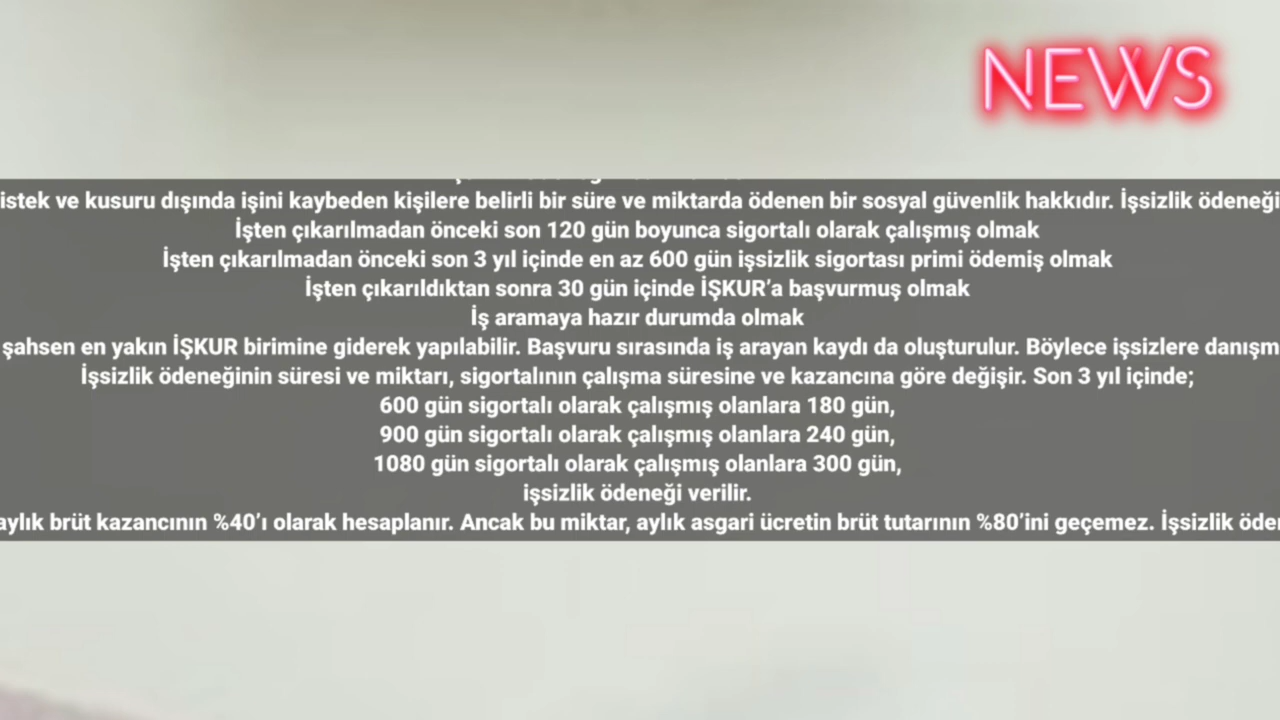 NEWS
istek ve kusuru dışında işini kaybeden kişilere belirli bir süre ve miktarda ödenen bir sosyal güvenlik hakkıdır. İşsizlik ödeneği
İşten çıkarılmadan önceki son 120 gün boyunca sigortalı olarak çalışmış olmak
İşten çıkarılmadan önceki son 3 yıl içinde en az 600 gün işsizlik sigortası primi ödemiş olmak
İşten çıkarıldıktan sonra 30 gün içinde İŞKUR’a başvurmuş olmak
İş aramaya hazır durumda olmak
şahsen en yakın İŞKUR birimine giderek yapılabilir. Başvuru sırasında iş arayan kaydı da oluşturulur. Böylece işsizlere danışm
İşsizlik ödeneğinin süresi ve miktarı, sigortalının çalışma süresine ve kazancına göre değişir. Son 3 yıl içinde;
600 gün sigortalı olarak çalışmış olanlara 180 gün,
900 gün sigortalı olarak çalışmış olanlara 240 gün,
1080 gün sigortalı olarak çalışmış olanlara 300 gün,
işsizlik ödeneği verilir.
aylık brüt kazancının %40’ı olarak hesaplanır. Ancak bu miktar, aylık asgari ücretin brüt tutarının %80’ini geçemez. İşsizlik öde